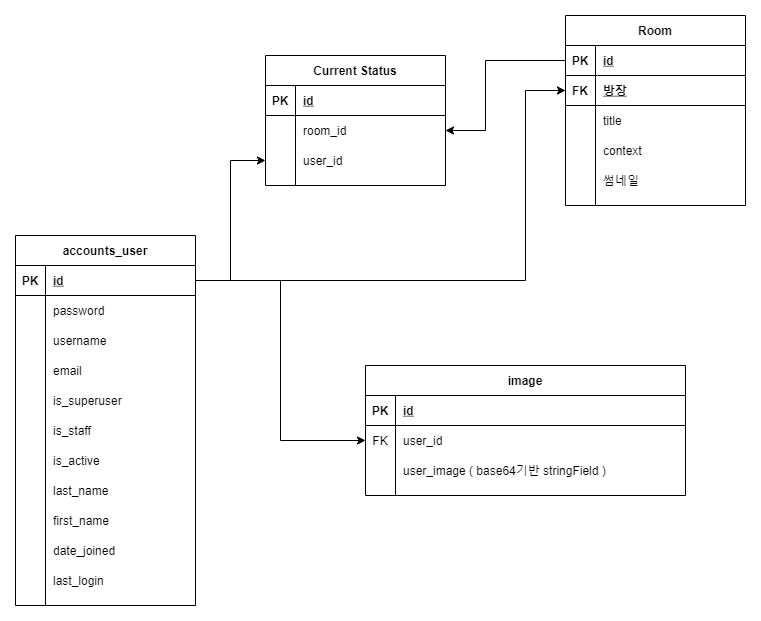 Room
PK id
FK 방장
title
context
썸네일
Current Status
PK id
room_id
user_id
accounts_user
PK id
password
username
email
is_superuser
is_staff
is_active
last_name
first_name
date_joined
last_login
image
PK id
FK user_id
user_image ( base64기반 stringField )